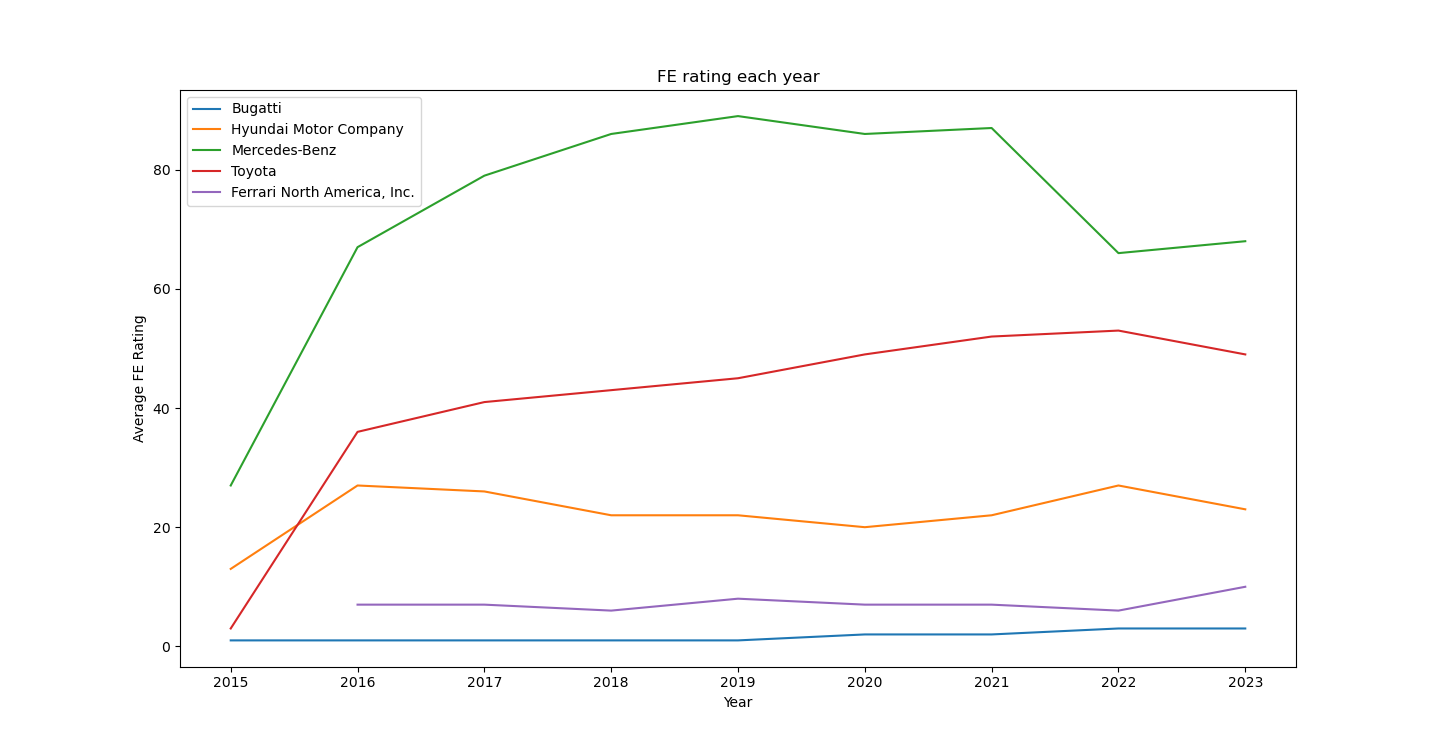 FE rating each year
Bugatti
Hyundai Motor Company
Mercedes-Benz
Toyota
Ferrari North America, Inc.
Average FE Rating
80
60
40
20
0
2015 2016 2017 2018 2019 2020 2021 2022 2023
Year